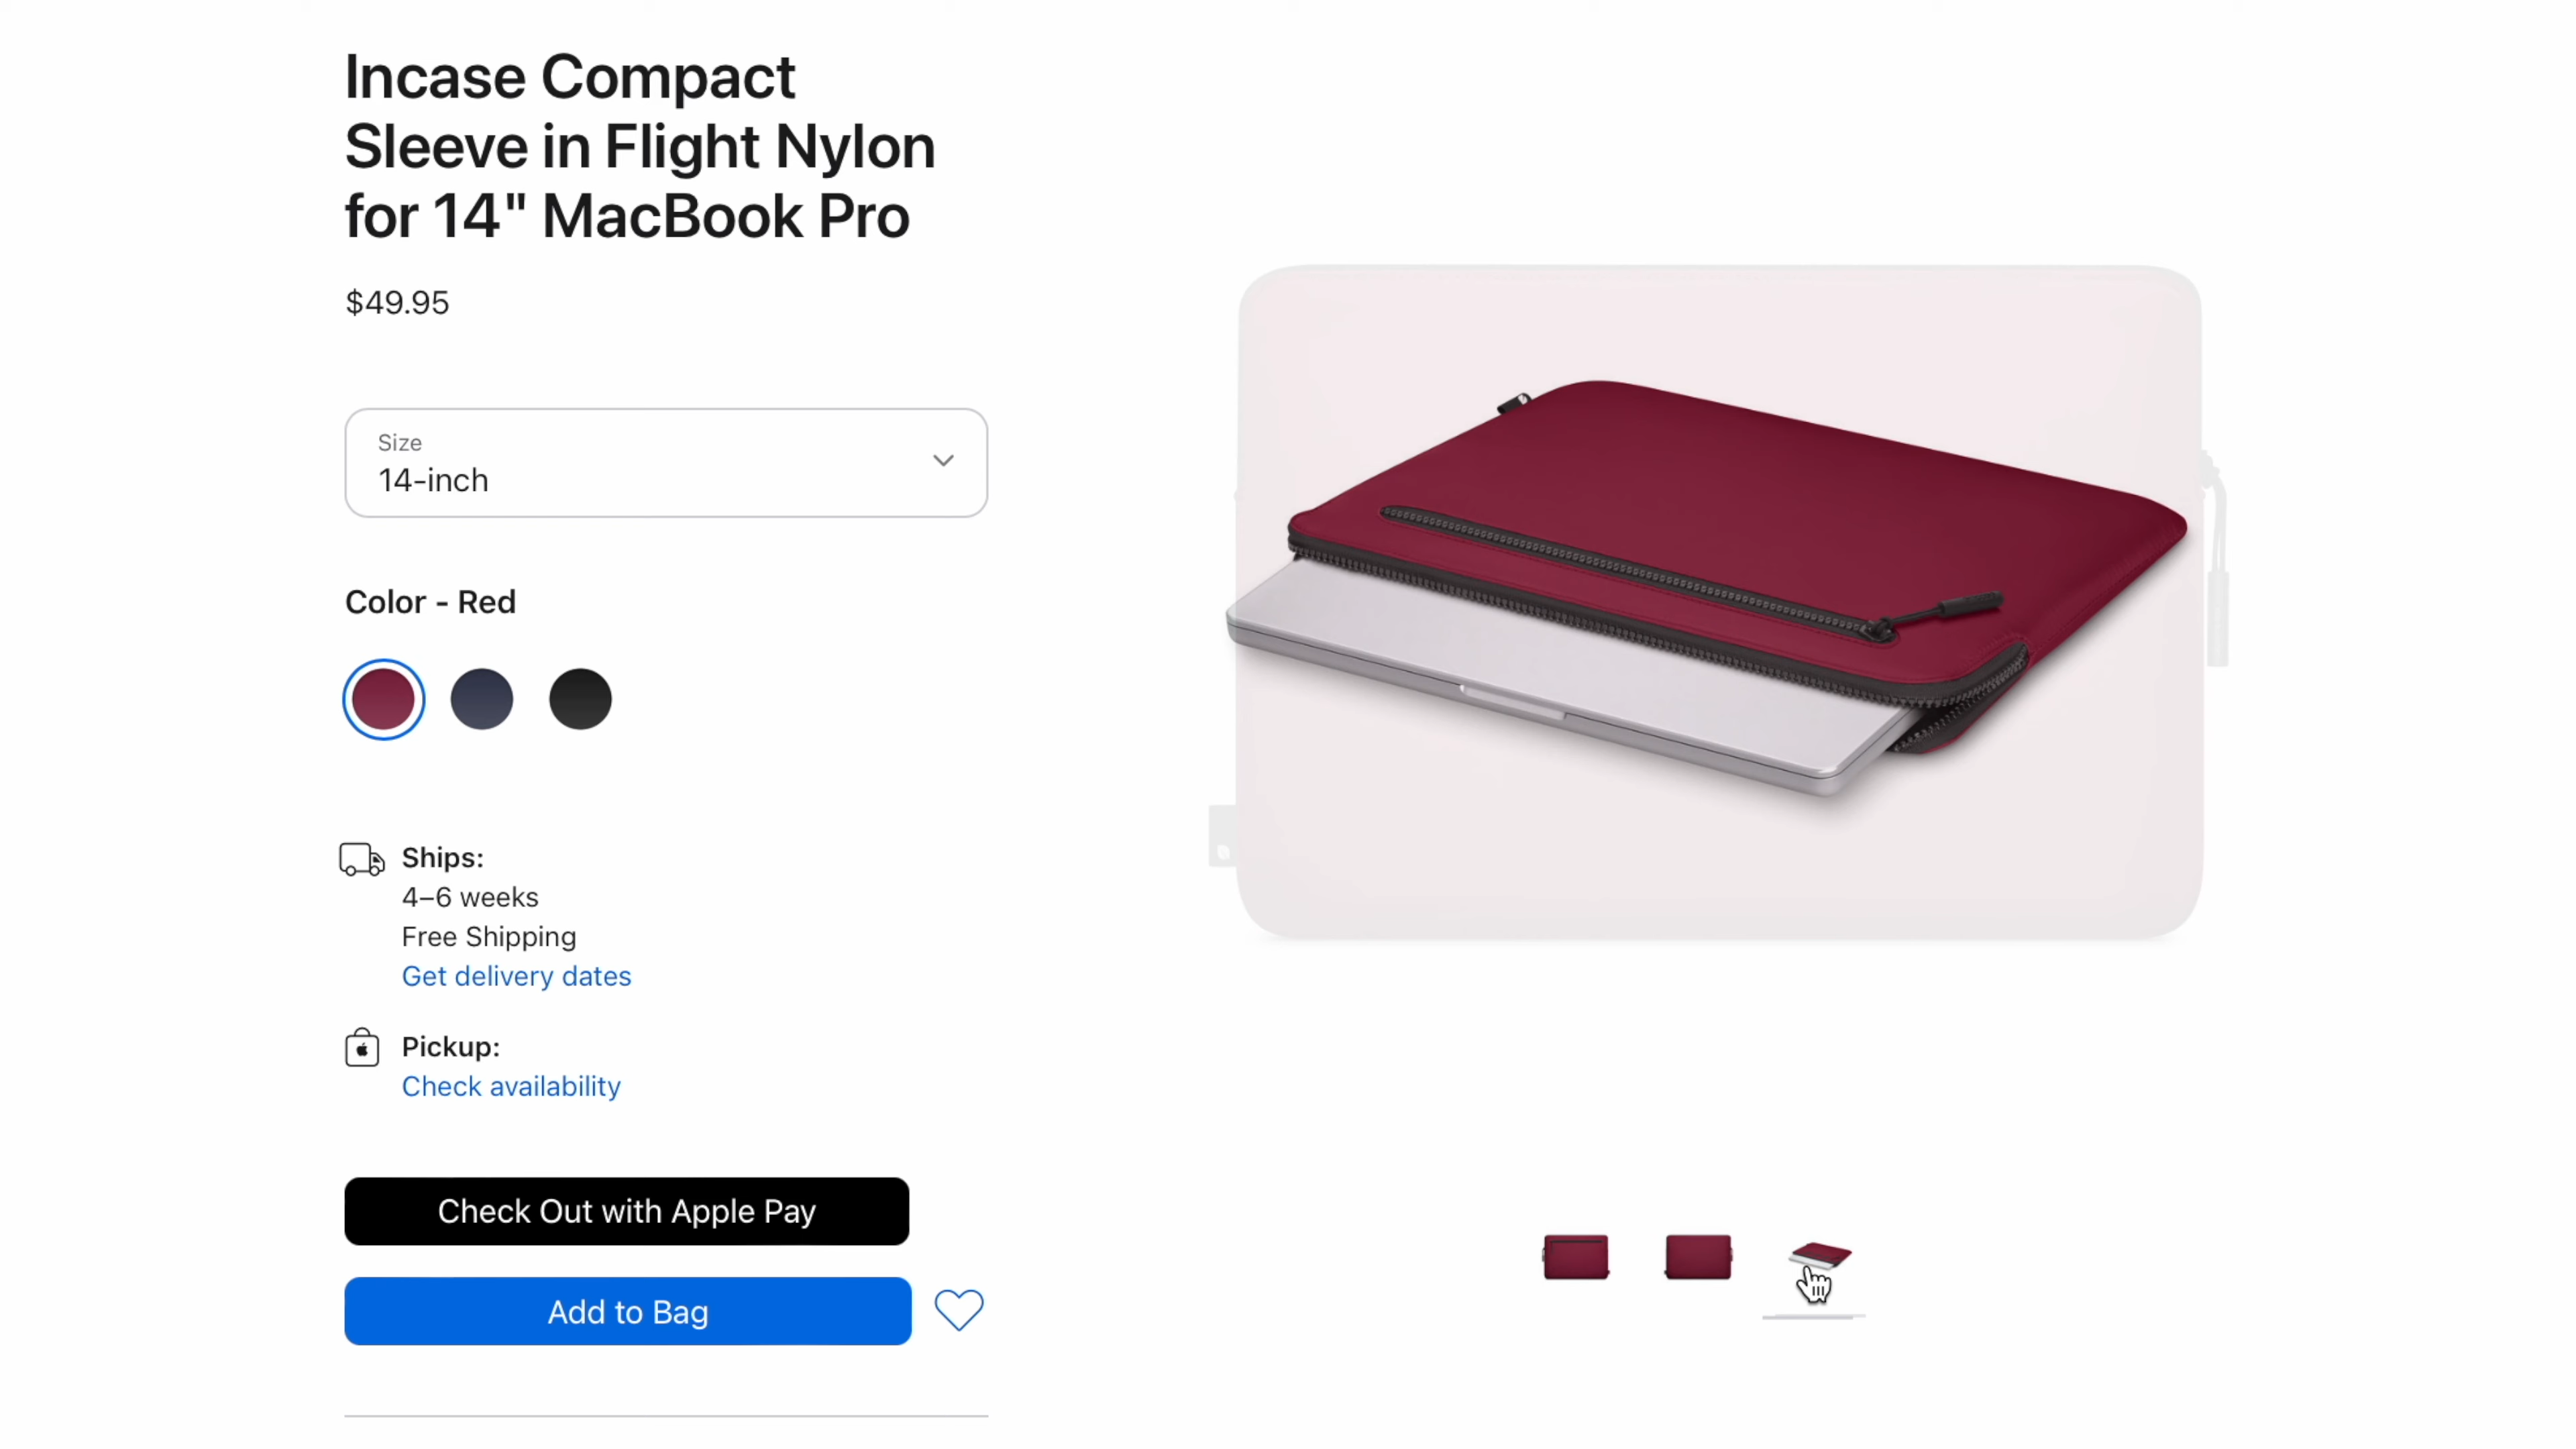 Incase Compact
Sleeve in Flight Nylon
for 14" MacBook Pro
$49.95
Size
14-inch
Color - Red
Ships:
4–6 weeks
Free Shipping
Get delivery dates
Pickup:
Check availability
Check Out with Apple Pay
Add to Bag